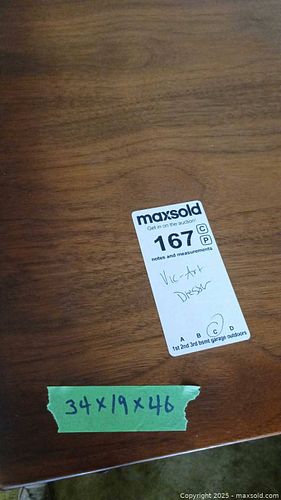 maxsold
Get in on the auction!
167
C
P
notes and measurements
Vic-Art
Dresser
A B C D
1st 2nd 3rd bsmt garage outdoors
34x19x46
Copyright © 2025 - maxsold.com